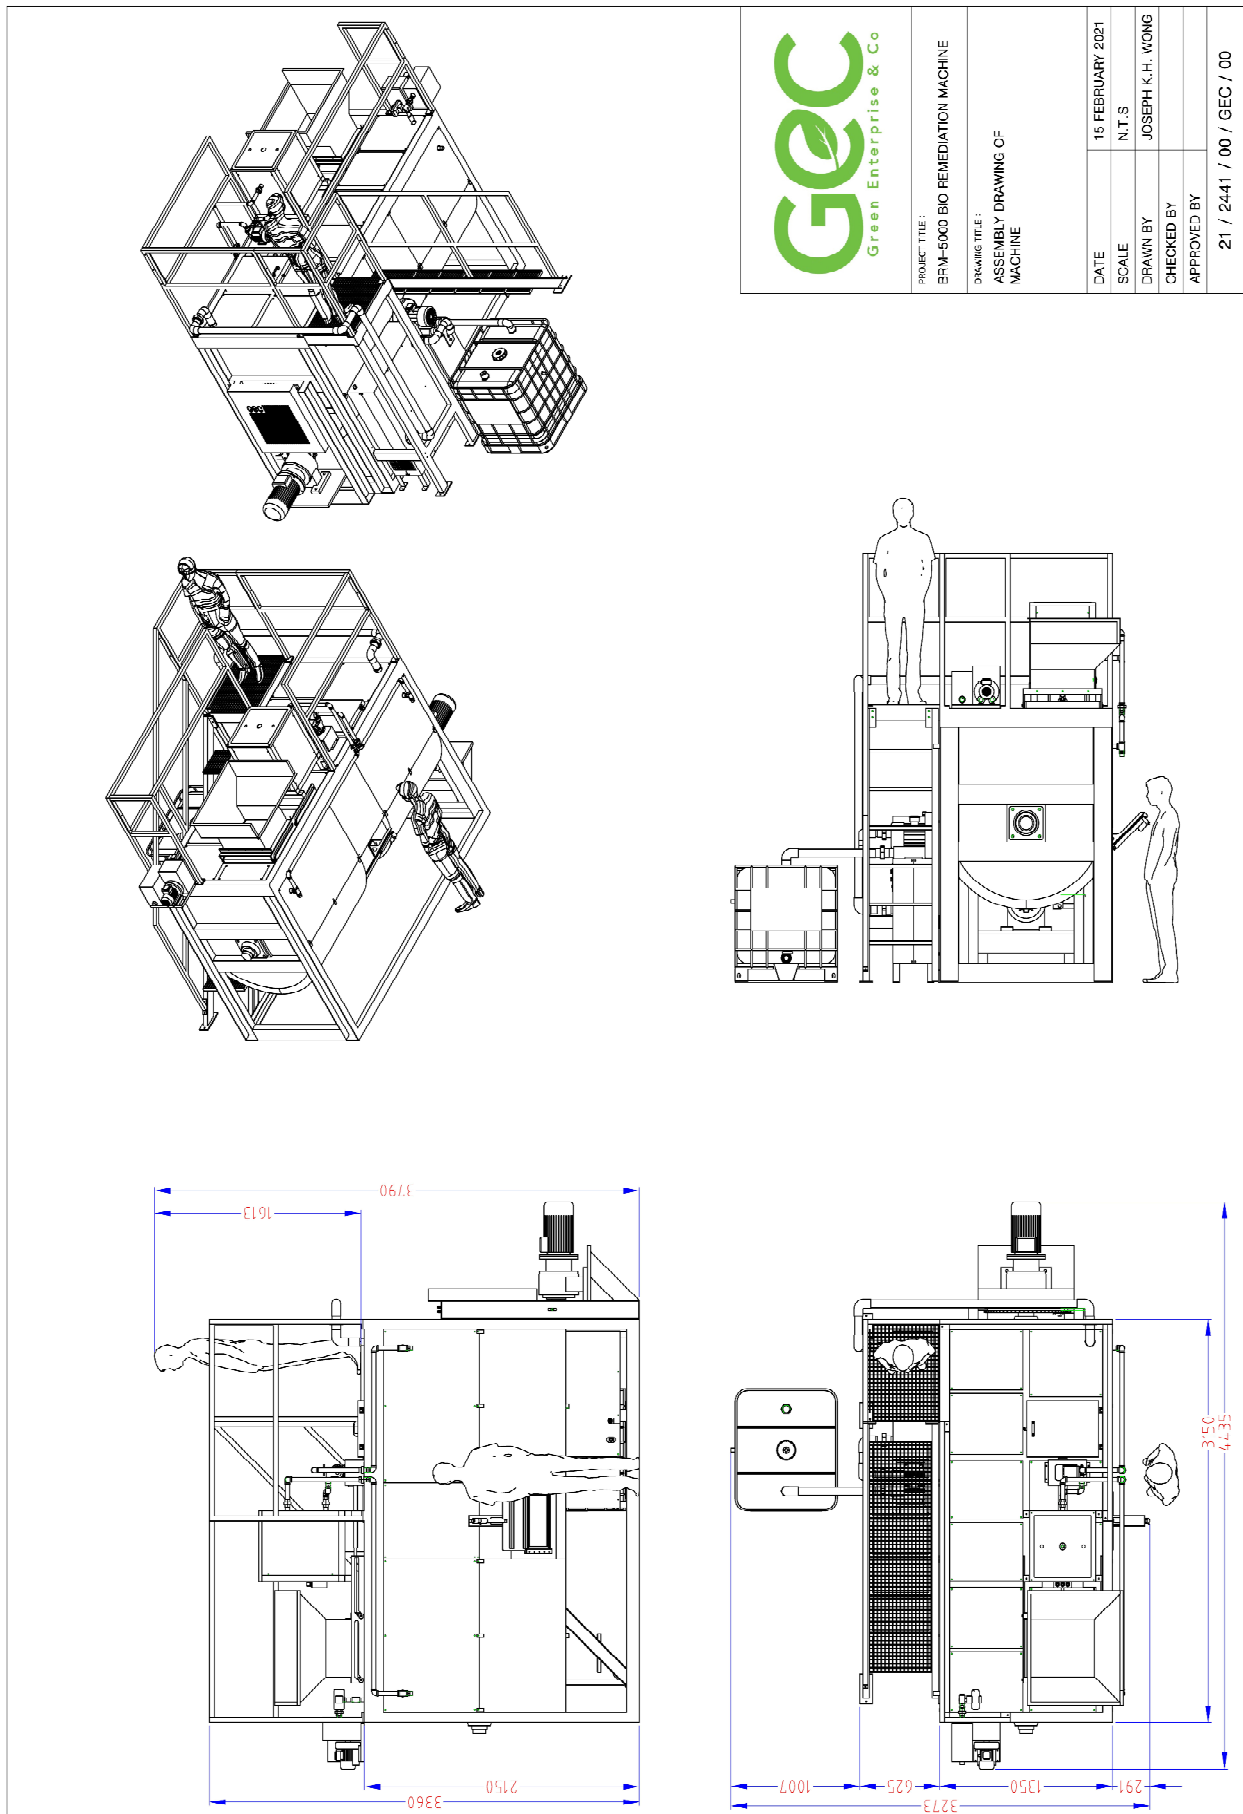 GEC
Green Enterprise & Co
PROJECT TITLE :
BRM-5000 BIO REMEDIATION MACHINE
DRAWING TITLE :
ASSEMBLY DRAWING OF
MACHINE
DATE 15 FEBRUARY 2021
SCALE N.T.S
DRAWN BY JOSEPH K.H. WONG
CHECKED BY
APPROVED BY
21 / 2441 / 00 / GEC / 00
3790
1613
2150
3360
3150
4435
1007
625
1350
291
3273